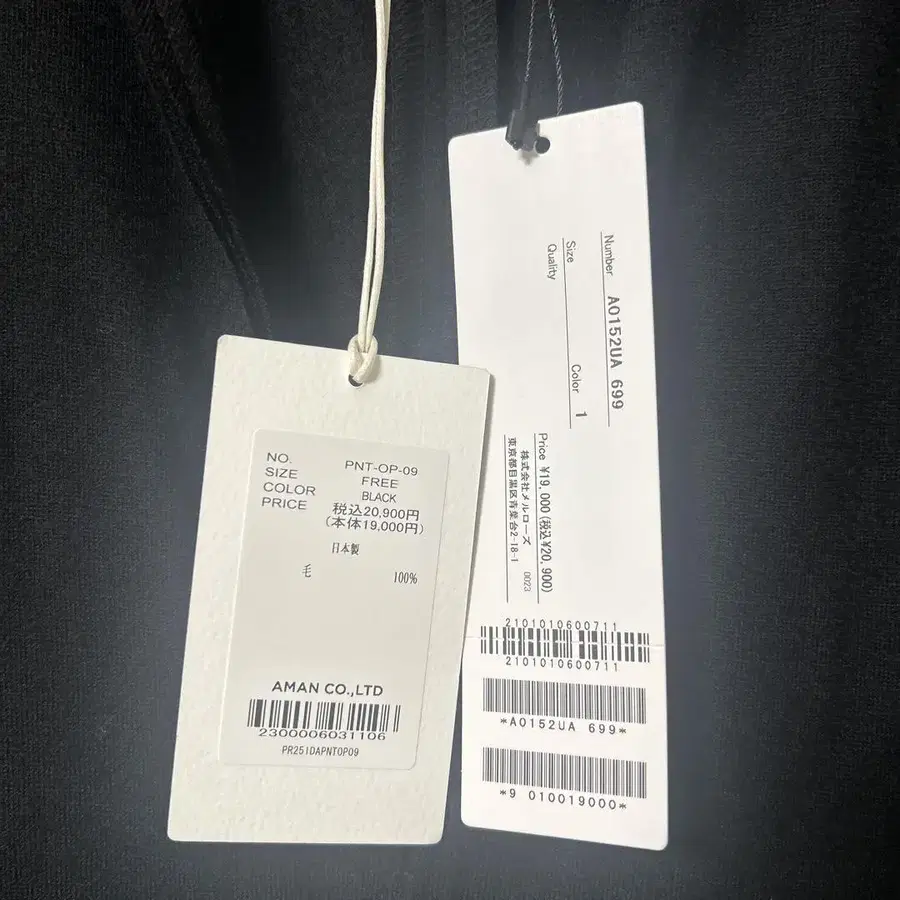 NO. PNT-OP-09
SIZE FREE
COLOR BLACK
PRICE 税込20,900円
(本体19,000円)
日本製
毛 100%
AMAN CO.,LTD
2300006031106
PR251DAPNTOP09
Number A0152UA 699
Size Color 1
Quality
Price ¥19,000(税込¥20,900)
0023
株式会社メルローズ
東京都目黒区青葉台2-18-1
2101010600711
2101010600711
*A0152UA 699*
*9 010019000*